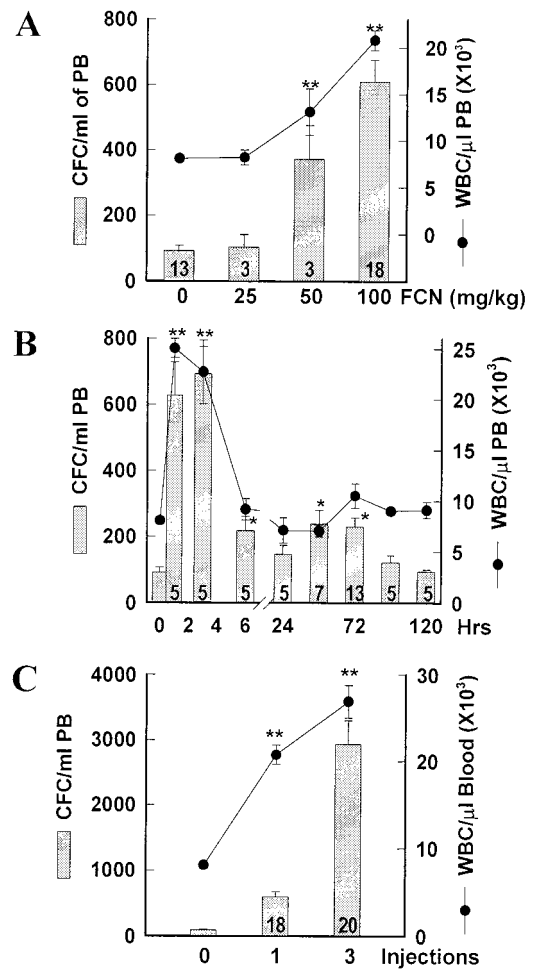 A
CFC/ml of PB
800
600
400
200
0
** **
13 3 3 18
0 25 50 100 FCN (mg/kg)
20
15
10
5
0
WBC/µl PB (X10³)
B
CFC/ml PB
800
600
400
200
0
** **
* * *
5 5 5 5 7 13 5 5
0 2 4 6 24 72 120 Hrs
25
20
15
10
5
0
WBC/µl PB (X10³)
C
CFC/ml PB
4000
3000
2000
1000
0
** **
18 20
0 1 3 Injections
30
20
10
0
WBC/µl Blood (X10³)